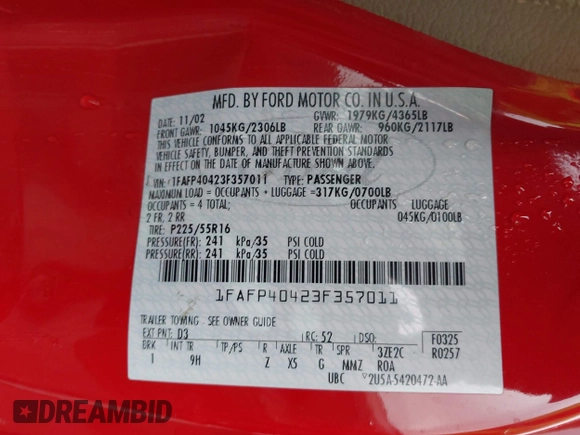 MFD. BY FORD MOTOR CO. IN U.S.A.
DATE: 11/02 GVWR: 1979KG/4365LB
FRONT GAWR: 1045KG/2306LB REAR GAWR: 960KG/2117LB
THIS VEHICLE CONFORMS TO ALL APPLICABLE FEDERAL MOTOR
VEHICLE SAFETY, BUMPER, AND THEFT PREVENTION STANDARDS
IN EFFECT ON THE DATE OF MANUFACTURE SHOWN ABOVE.
VIN: 1FAFP40423F357011 TYPE: PASSENGER
MAXIMUM LOAD = OCCUPANTS + LUGGAGE = 317KG/0700LB
OCCUPANTS = 4 TOTAL; OCCUPANTS LUGGAGE
2 FR, 2 RR 045KG/0100LB
TIRE: P225/55R16
PRESSURE(FR): 241 kPa/35 PSI COLD
PRESSURE(RR): 241 kPa/35 PSI COLD
1FAFP40423F357011
TRAILER TOWING - SEE OWNER GUIDE
EXT PNT: D3 RC: 52 DSO: F0325
BRK INT TR TP/PS R AXLE TR SPR 3ZE2C R0257
I 9H Z X5 G MMZ ROA
UBC 2U5A-5420472-AA
DREAMBID